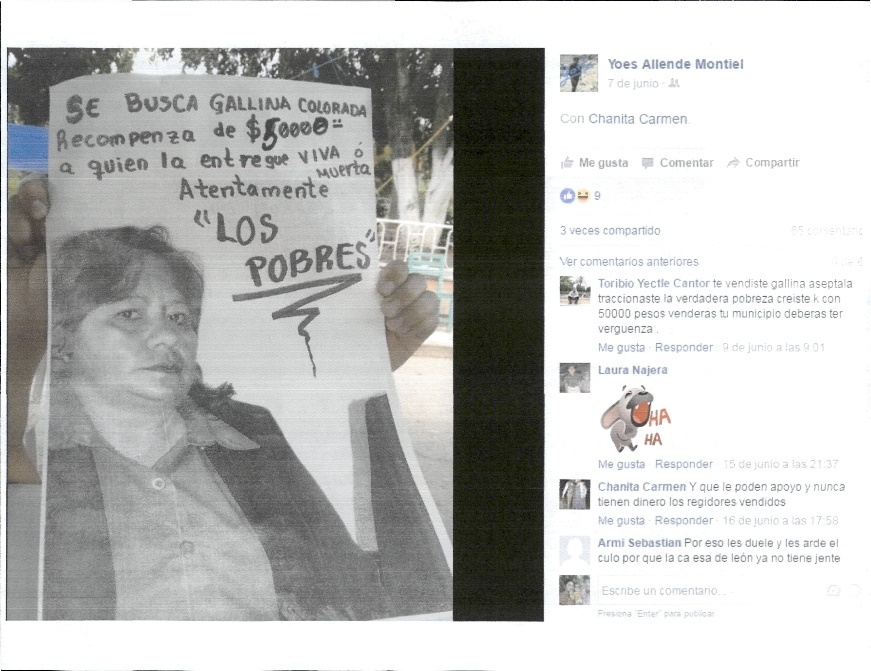 SE BUSCA GALLINA COLORADA
Recompenza de $50000=
a quien la entregue VIVA ó
MUERTA
Atentamente
"LOS
POBRES"
Yoes Allende Montiel
7 de junio ·
Con Chanita Carmen.
Me gusta Comentar Compartir
9
3 veces compartido
Ver comentarios anteriores
Toribio Yectle Cantor te vendiste gallina aseptala
traccionaste la verdadera pobreza creiste k con
50000 pesos venderas tu municipio deberas ter
verguenza .
Me gusta · Responder · 9 de junio a las 9:01
Laura Najera
HA
HA
Me gusta · Responder · 15 de junio a las 21:37
Chanita Carmen Y que le poden apoyo y nunca
tienen dinero los regidores vendidos
Me gusta · Responder · 16 de junio a las 17:58
Armi Sebastian Por eso les duele y les arde el
culo por que la ca esa de león ya no tiene jente
Escribe un comentario...
Presiona "Enter" para publicar.